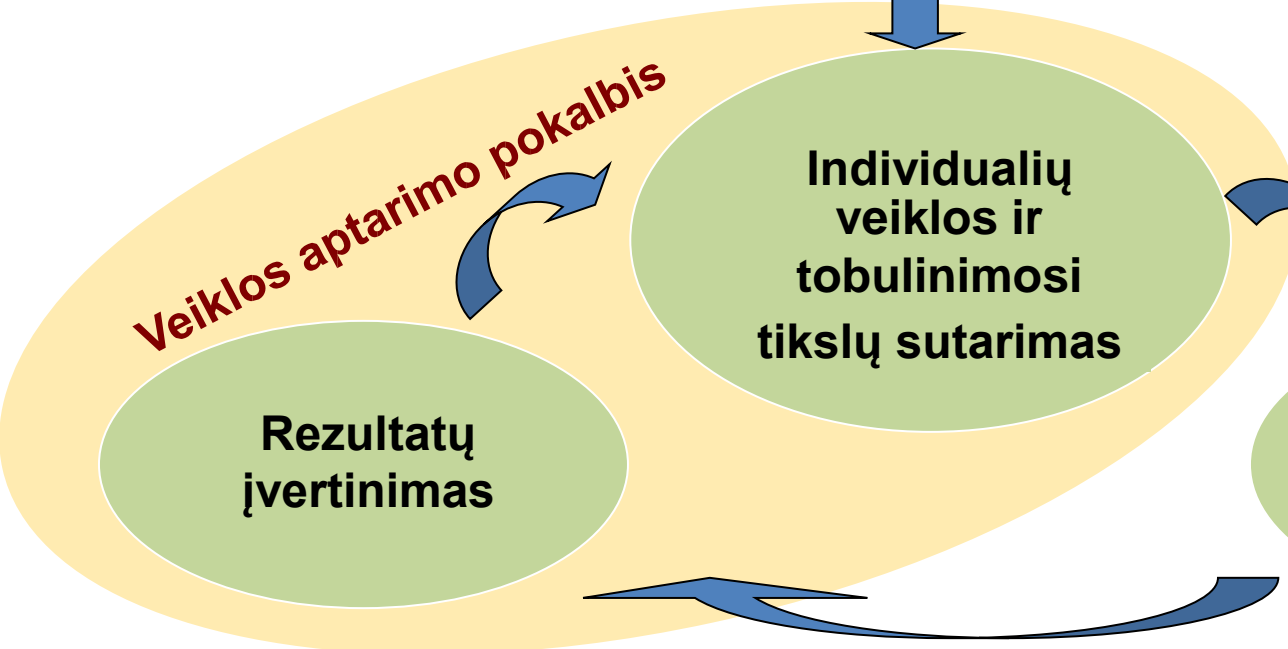 Veiklos aptarimo pokalbis
Individualių
veiklos ir
tobulinimosi
tikslų sutarimas
Rezultatų
įvertinimas